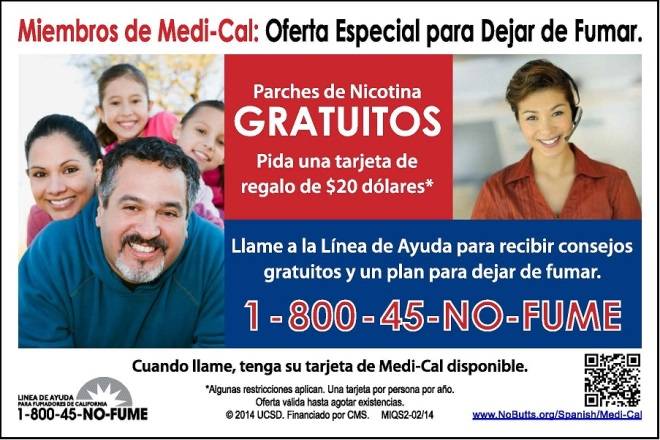 Miembros de Medi-Cal: Oferta Especial para Dejar de Fumar.
Parches de Nicotina
GRATUITOS
Pida una tarjeta de
regalo de $20 dólares*
Llame a la Línea de Ayuda para recibir consejos
gratuitos y un plan para dejar de fumar.
1-800-45-NO-FUME
Cuando llame, tenga su tarjeta de Medi-Cal disponible.
*Algunas restricciones aplican. Una tarjeta por persona por año.
Oferta válida hasta agotar existencias.
© 2014 UCSD. Financiado por CMS. MIQS2-02/14
LINEA DE AYUDA
PARA FUMADORES DE CALIFORNIA
1-800-45-NO-FUME
www.NoButts.org/Spanish/Medi-Cal